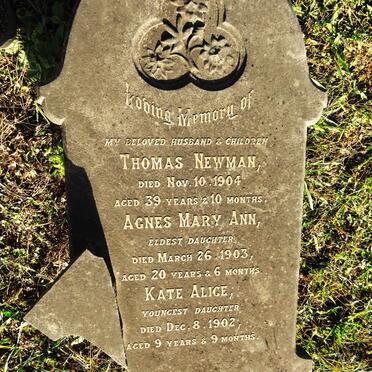 Loving Memory of
MY BELOVED HUSBAND & CHILDREN
THOMAS NEWMAN,
DIED NOV. 10. 1904
AGED 39 YEARS & 10 MONTHS.
AGNES MARY ANN,
ELDEST DAUGHTER,
DIED MARCH 26. 1903,
AGED 20 YEARS & 6 MONTHS
KATE ALICE,
YOUNGEST DAUGHTER
DIED DEC. 8. 1902,
AGED 9 YEARS & 9 MONTHS.